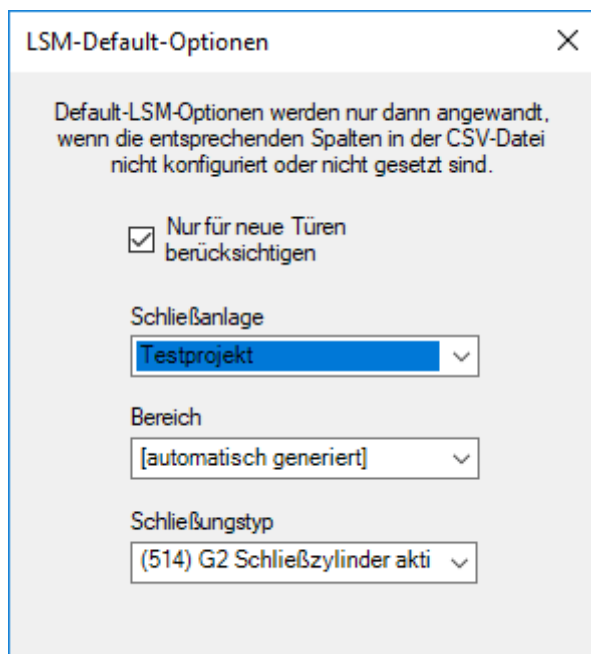 LSM-Default-Optionen
Default-LSM-Optionen werden nur dann angewandt,
wenn die entsprechenden Spalten in der CSV-Datei
nicht konfiguriert oder nicht gesetzt sind.
Nur für neue Türen
berücksichtigen
Schließanlage
Testprojekt
Bereich
[automatisch generiert]
Schließungstyp
(514) G2 Schließzylinder akti